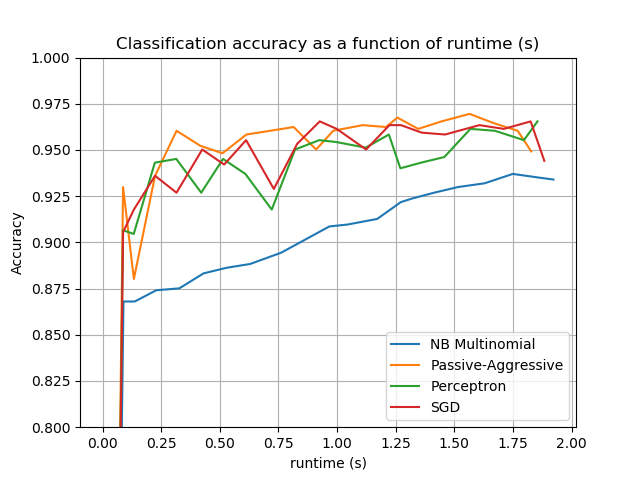 Classification accuracy as a function of runtime (s)
1.000
0.975
0.950
0.925
0.900
0.875
0.850
0.825
0.800
Accuracy
NB Multinomial
Passive-Aggressive
Perceptron
SGD
0.00 0.25 0.50 0.75 1.00 1.25 1.50 1.75 2.00
runtime (s)